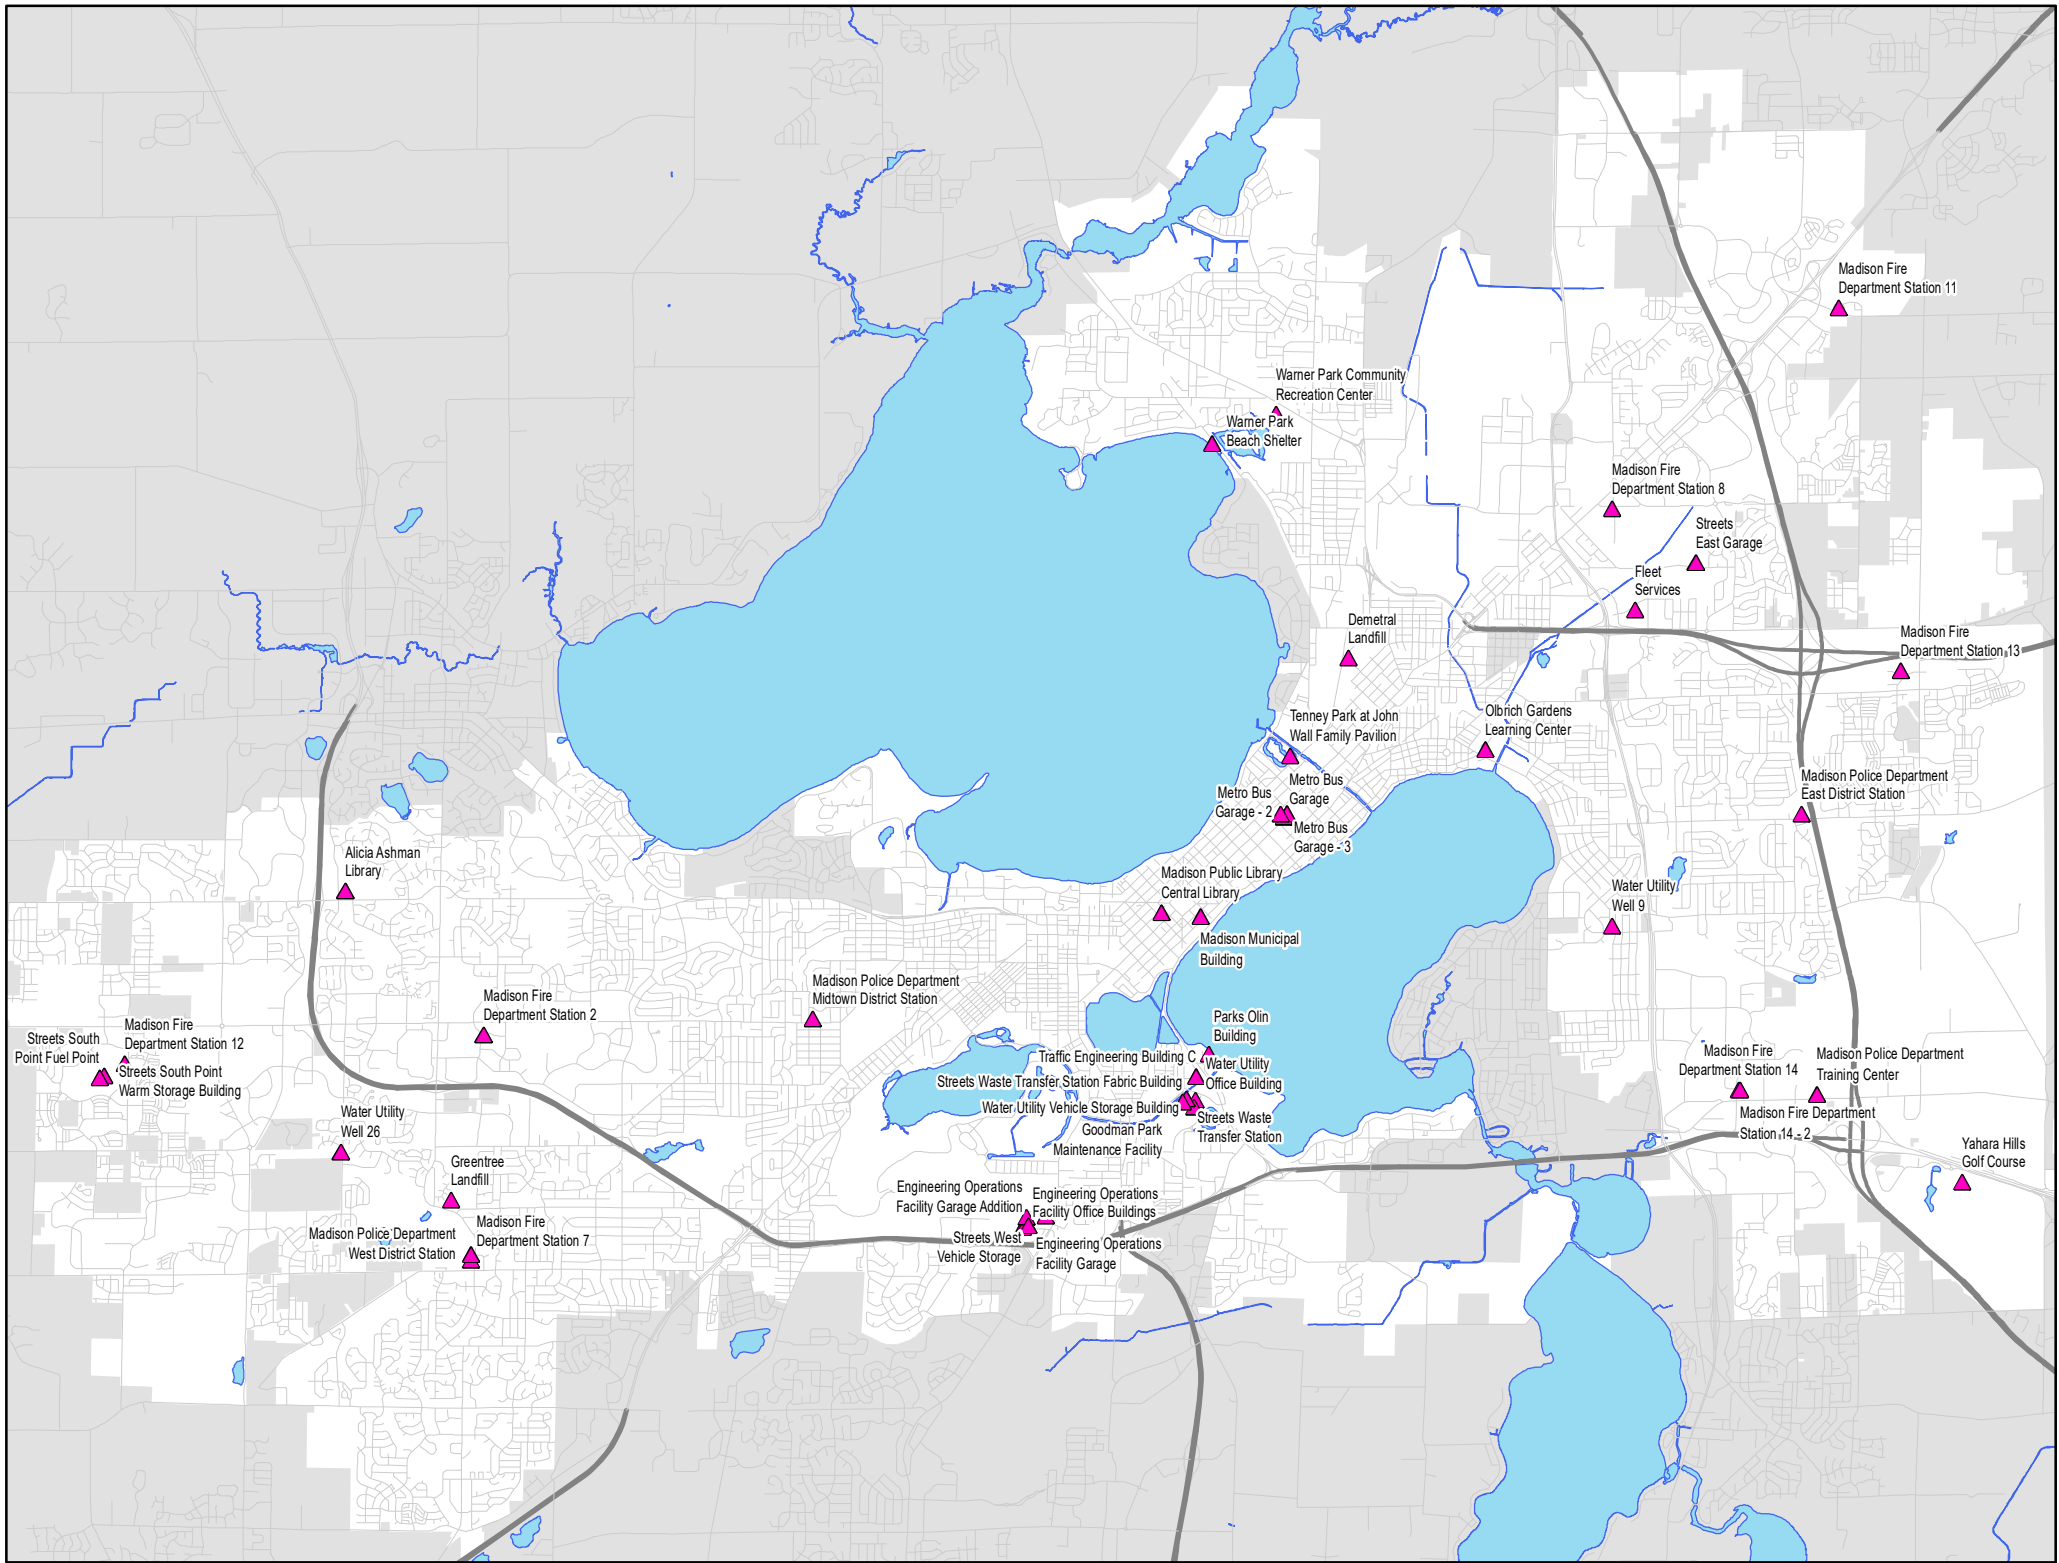 Madison Fire
Department Station 11
Warner Park Community
Recreation Center
Warner Park
Beach Shelter
Madison Fire
Department Station 8
Streets
East Garage
Fleet
Services
Demetral
Landfill
Madison Fire
Department Station 13
Olbrich Gardens
Learning Center
Tenney Park at John
Wall Family Pavilion
Metro Bus
Garage
Metro Bus
Garage - 2
Metro Bus
Garage - 3
Madison Police Department
East District Station
Alicia Ashman
Library
Madison Public Library
Central Library
Water Utility
Well 9
Madison Municipal
Building
Madison Police Department
Midtown District Station
Madison Fire
Department Station 2
Streets South
Point Fuel Point
Madison Fire
Department Station 12
Streets South Point
Warm Storage Building
Parks Olin
Building
Traffic Engineering Building C
Water Utility
Office Building
Streets Waste Transfer Station Fabric Building
Water Utility Vehicle Storage Building
Streets Waste
Transfer Station
Goodman Park
Maintenance Facility
Madison Fire
Department Station 14
Madison Police Department
Training Center
Madison Fire Department
Station 14 - 2
Yahara Hills
Golf Course
Water Utility
Well 26
Greentree
Landfill
Madison Police Department
West District Station
Madison Fire
Department Station 7
Engineering Operations
Facility Garage Addition
Engineering Operations
Facility Office Buildings
Streets West
Vehicle Storage
Engineering Operations
Facility Garage